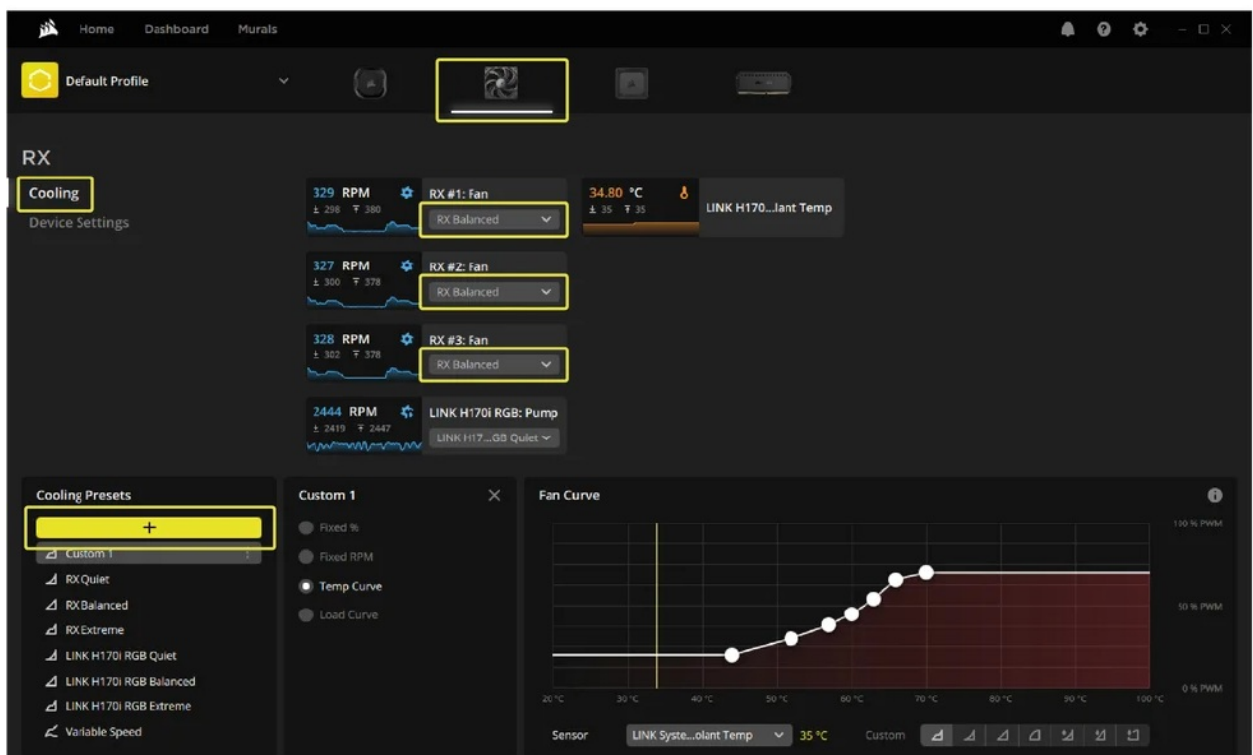 Home Dashboard Murals
Default Profile
RX
Cooling
Device Settings
329 RPM
298 380
RX #1: Fan
RX Balanced
34.80 °C
35 35
LINK H170...lant Temp
327 RPM
300 378
RX #2: Fan
RX Balanced
328 RPM
302 378
RX #3: Fan
RX Balanced
2444 RPM
2419 2447
LINK H170i RGB: Pump
LINK H17...GB Quiet
Cooling Presets
+
Custom 1
RX Quiet
RX Balanced
RX Extreme
LINK H170i RGB Quiet
LINK H170i RGB Balanced
LINK H170i RGB Extreme
Variable Speed
Custom 1
Fixed %
Fixed RPM
Temp Curve
Load Curve
Fan Curve
100 % PWM
50 % PWM
0 % PWM
20 °C 30 °C 40 °C 50 °C 60 °C 70 °C 80 °C 90 °C 100 °C
Sensor LINK Syste...olant Temp 35 °C Custom